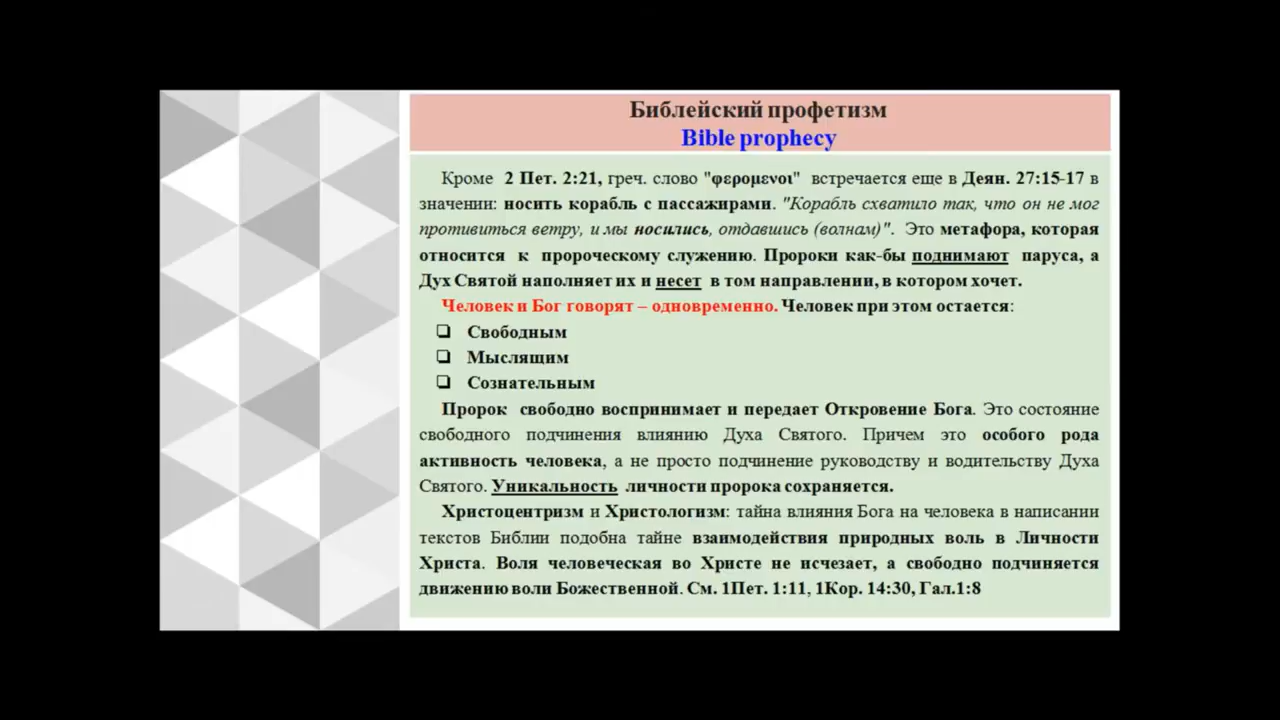 Библейский профетизм
Bible prophecy
Кроме 2 Пет. 2:21, греч. слово "φερομενοι" встречается еще в Деян. 27:15-17 в
значении: носить корабль с пассажирами. "Корабль схватило так, что он не мог
противиться ветру, и мы носились, отдавшись (волнам)". Это метафора, которая
относится к пророческому служению. Пророки как-бы поднимают паруса, а
Дух Святой наполняет их и несет в том направлении, в котором хочет.
Человек и Бог говорят – одновременно. Человек при этом остается:
❑ Свободным
❑ Мыслящим
❑ Сознательным
Пророк свободно воспринимает и передает Откровение Бога. Это состояние
свободного подчинения влиянию Духа Святого. Причем это особого рода
активность человека, а не просто подчинение руководству и водительству Духа
Святого. Уникальность личности пророка сохраняется.
Христоцентризм и Христологизм: тайна влияния Бога на человека в написании
текстов Библии подобна тайне взаимодействия природных воль в Личности
Христа. Воля человеческая во Христе не исчезает, а свободно подчиняется
движению воли Божественной. См. 1Пет. 1:11, 1Кор. 14:30, Гал.1:8